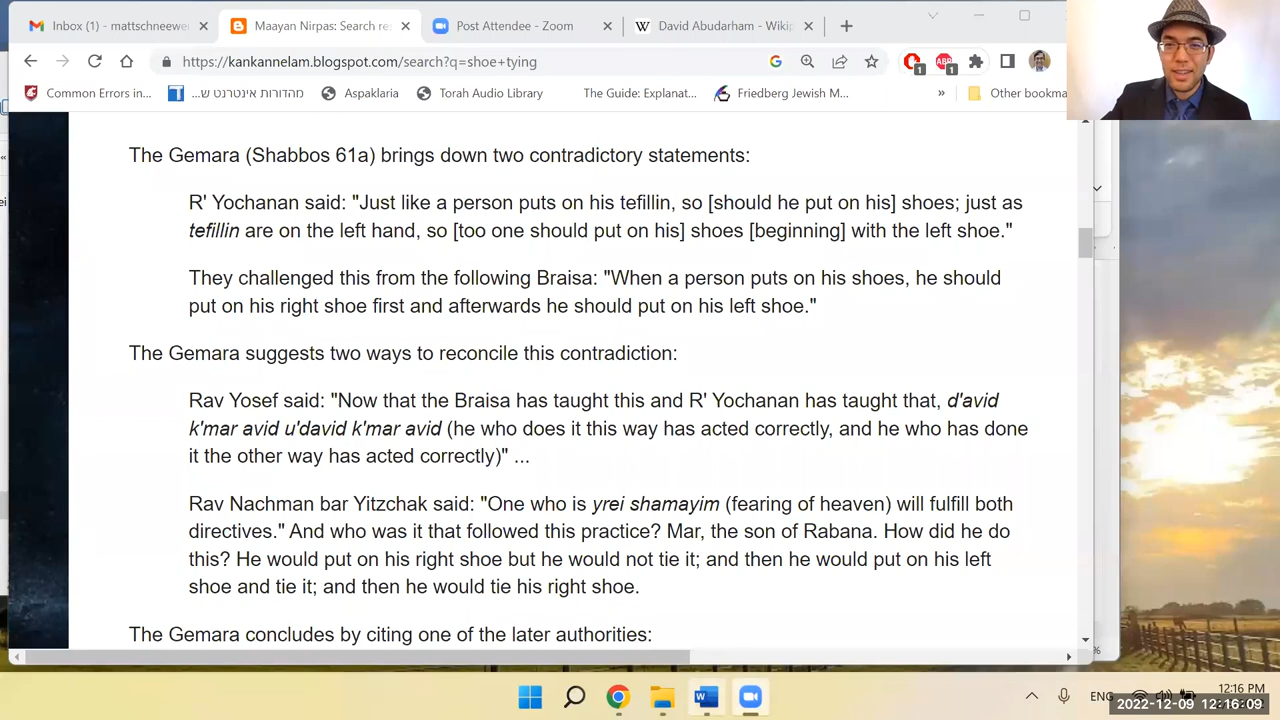 Inbox (1) - mattschneewei
Maayan Nirpas: Search re
Post Attendee - Zoom
David Abudarham - Wikip
https://kankanelam.blogspot.com/search?q=shoe+tying
Common Errors in...
מהדורות אינטרנט ש...
Aspaklaria
Torah Audio Library
The Guide: Explanat...
Friedberg Jewish M...
Other bookma
The Gemara (Shabbos 61a) brings down two contradictory statements:
R' Yochanan said: "Just like a person puts on his tefillin, so [should he put on his] shoes; just as
tefillin are on the left hand, so [too one should put on his] shoes [beginning] with the left shoe."
They challenged this from the following Braisa: "When a person puts on his shoes, he should
put on his right shoe first and afterwards he should put on his left shoe."
The Gemara suggests two ways to reconcile this contradiction:
Rav Yosef said: "Now that the Braisa has taught this and R' Yochanan has taught that, d'avid
k'mar avid u'david k'mar avid (he who does it this way has acted correctly, and he who has done
it the other way has acted correctly)" ...
Rav Nachman bar Yitzchak said: "One who is yrei shamayim (fearing of heaven) will fulfill both
directives." And who was it that followed this practice? Mar, the son of Rabana. How did he do
this? He would put on his right shoe but he would not tie it; and then he would put on his left
shoe and tie it; and then he would tie his right shoe.
The Gemara concludes by citing one of the later authorities:
ENG
12:16 PM
2022-12-09 12:16:09